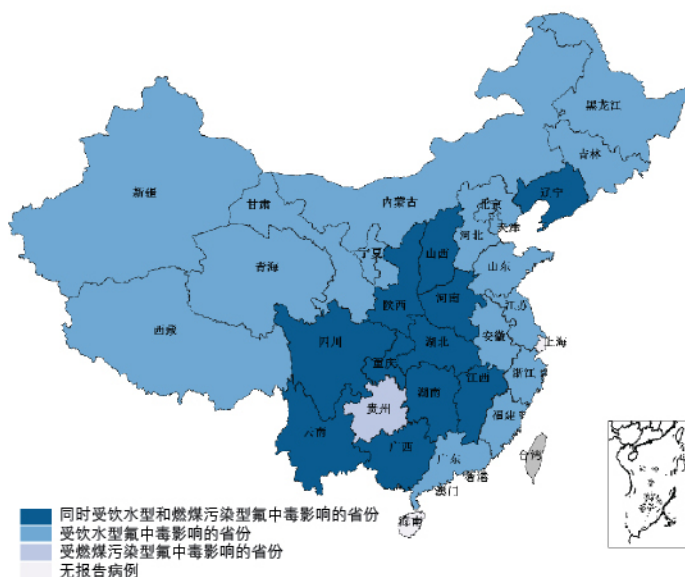 黑龙江
吉林
辽宁
新疆
甘肃
内蒙古
北京
天津
河北
宁夏
山西
青海
山东
陕西
河南
江苏
西藏
四川
湖北
安徽
上海
重庆
浙江
贵州
湖南
江西
福建
云南
广西
广东
台湾
香港
澳门
海南
同时受饮水型和燃煤污染型氟中毒影响的省份
受饮水型氟中毒影响的省份
受燃煤污染型氟中毒影响的省份
无报告病例